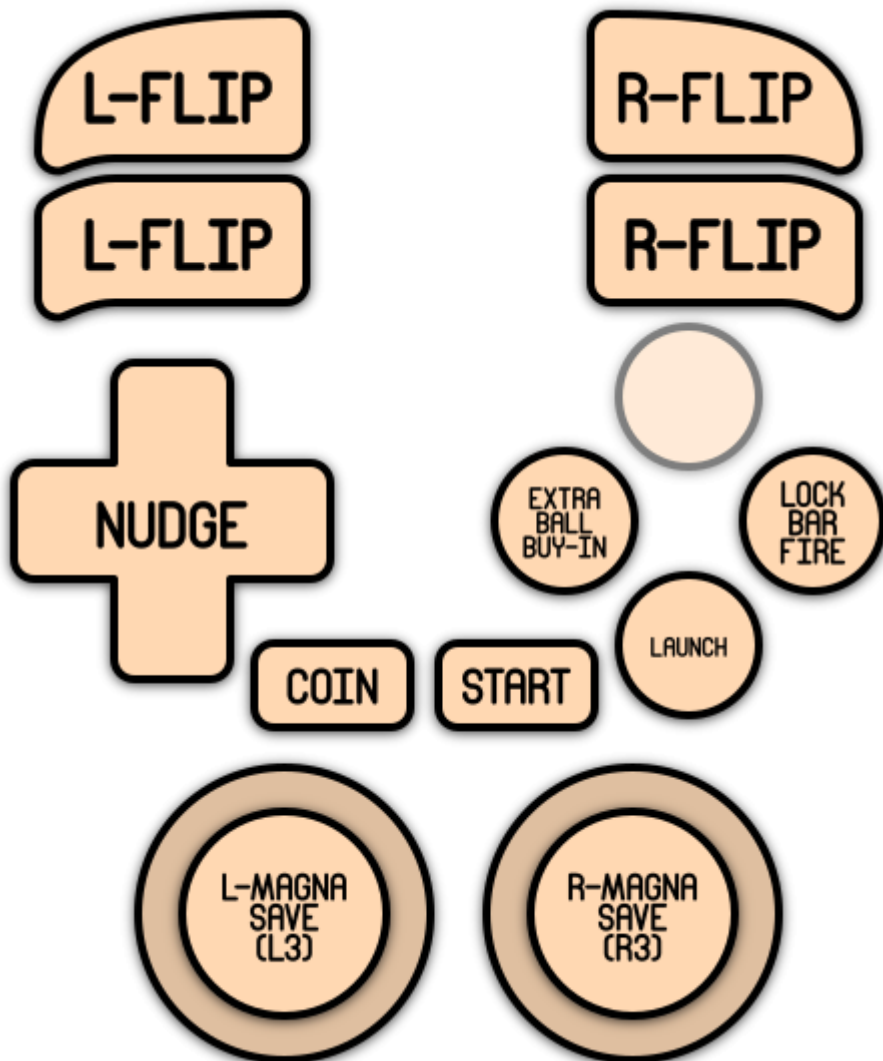 L-FLIP
R-FLIP
L-FLIP
R-FLIP
NUDGE
EXTRA
BALL
BUY-IN
LOCK
BAR
FIRE
LAUNCH
COIN
START
L-MAGNA
SAVE
(L3)
R-MAGNA
SAVE
(R3)